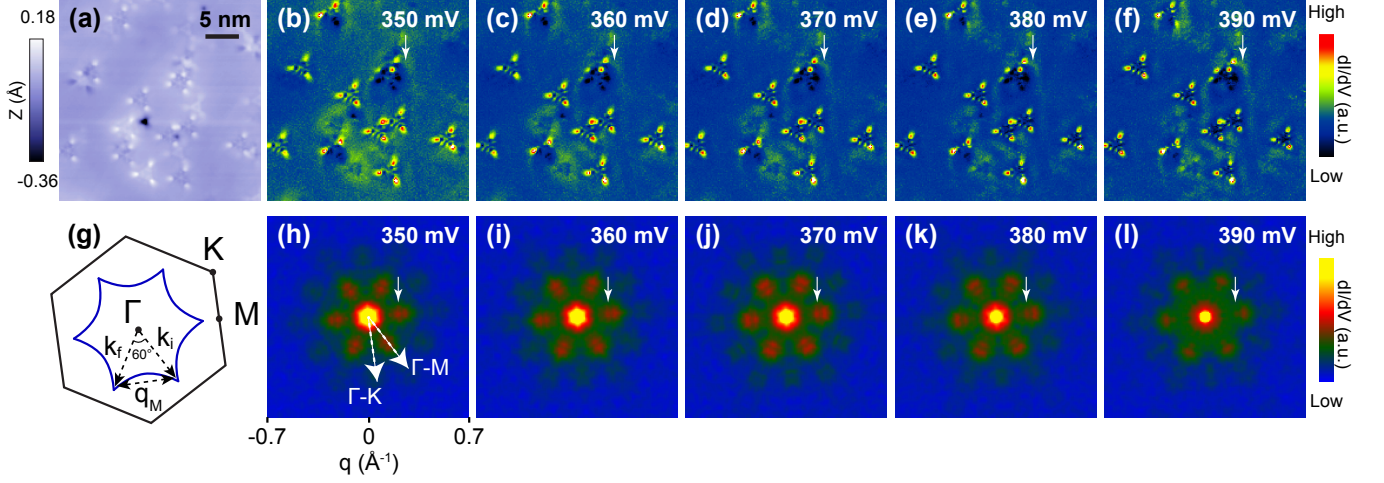 0.18
Z (Å)
-0.36
(a)
5 nm
(b)
350 mV
(c)
360 mV
(d)
370 mV
(e)
380 mV
(f)
390 mV
High
dI/dV (a.u.)
Low
(g)
K
Γ
M
k_f
k_i
60°
q_M
(h)
350 mV
Γ-M
Γ-K
(i)
360 mV
(j)
370 mV
(k)
380 mV
(l)
390 mV
High
dI/dV (a.u.)
Low
-0.7
0
0.7
q (Å⁻¹)